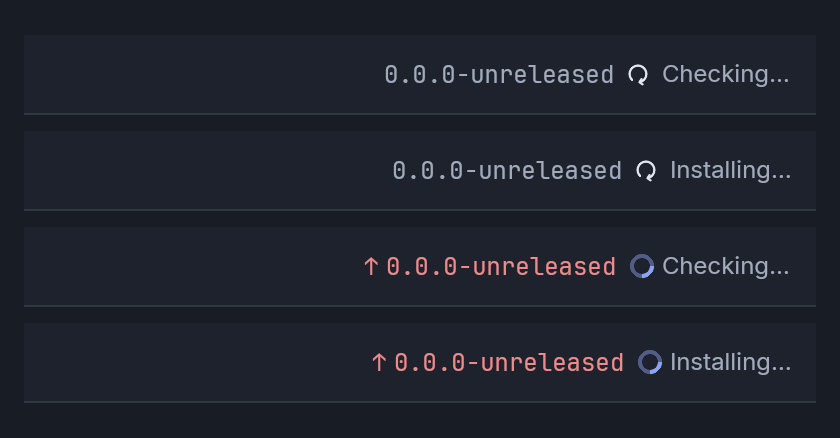 0.0.0-unreleased Checking...
0.0.0-unreleased Installing...
↑ 0.0.0-unreleased Checking...
↑ 0.0.0-unreleased Installing...